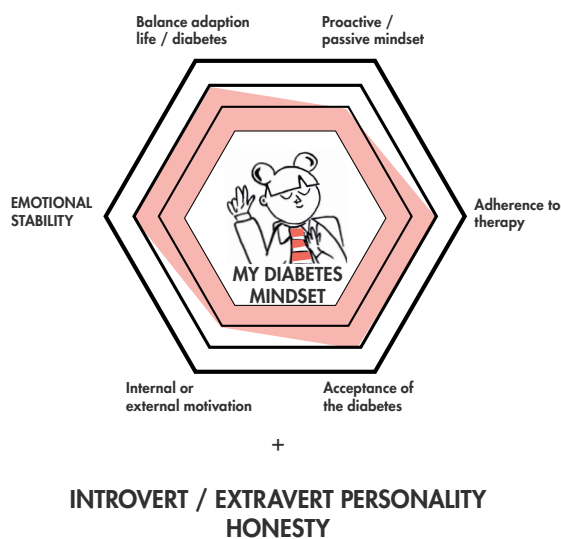 Balance adaption
life / diabetes
Proactive /
passive mindset
EMOTIONAL
STABILITY
Adherence to
therapy
MY DIABETES
MINDSET
Internal or
external motivation
Acceptance of
the diabetes
+
INTROVERT / EXTRAVERT PERSONALITY
HONESTY